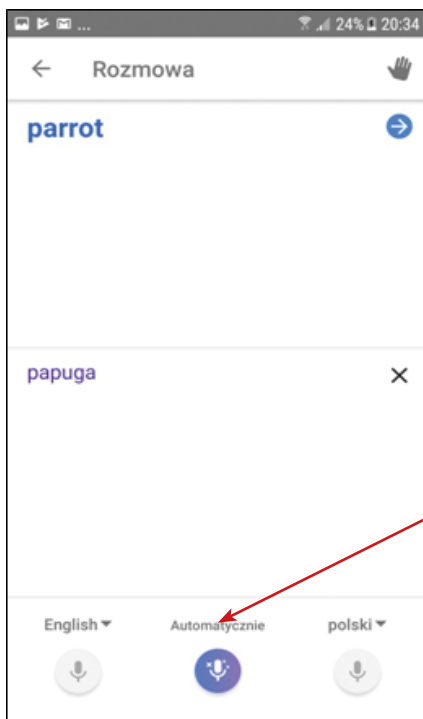 ... 24% 20:34
Rozmowa
parrot
papuga
English Automatycznie polski